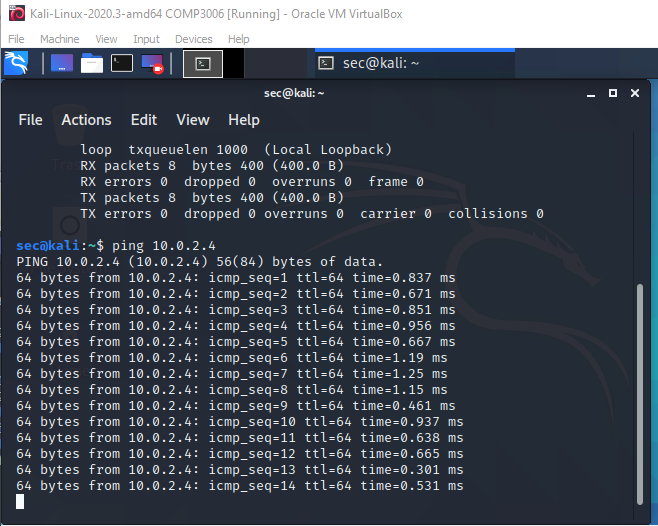 Kali-Linux-2020.3-amd64 COMP3006 [Running] - Oracle VM VirtualBox
File Machine View Input Devices Help
sec@kali: ~
sec@kali:~
File Actions Edit View Help
loop txqueuelen 1000 (Local Loopback)
RX packets 8 bytes 400 (400.0 B)
RX errors 0 dropped 0 overruns 0 frame 0
TX packets 8 bytes 400 (400.0 B)
TX errors 0 dropped 0 overruns 0 carrier 0 collisions 0
sec@kali:~$ ping 10.0.2.4
PING 10.0.2.4 (10.0.2.4) 56(84) bytes of data.
64 bytes from 10.0.2.4: icmp_seq=1 ttl=64 time=0.837 ms
64 bytes from 10.0.2.4: icmp_seq=2 ttl=64 time=0.671 ms
64 bytes from 10.0.2.4: icmp_seq=3 ttl=64 time=0.851 ms
64 bytes from 10.0.2.4: icmp_seq=4 ttl=64 time=0.956 ms
64 bytes from 10.0.2.4: icmp_seq=5 ttl=64 time=0.667 ms
64 bytes from 10.0.2.4: icmp_seq=6 ttl=64 time=1.19 ms
64 bytes from 10.0.2.4: icmp_seq=7 ttl=64 time=1.25 ms
64 bytes from 10.0.2.4: icmp_seq=8 ttl=64 time=1.15 ms
64 bytes from 10.0.2.4: icmp_seq=9 ttl=64 time=0.461 ms
64 bytes from 10.0.2.4: icmp_seq=10 ttl=64 time=0.937 ms
64 bytes from 10.0.2.4: icmp_seq=11 ttl=64 time=0.638 ms
64 bytes from 10.0.2.4: icmp_seq=12 ttl=64 time=0.665 ms
64 bytes from 10.0.2.4: icmp_seq=13 ttl=64 time=0.301 ms
64 bytes from 10.0.2.4: icmp_seq=14 ttl=64 time=0.531 ms